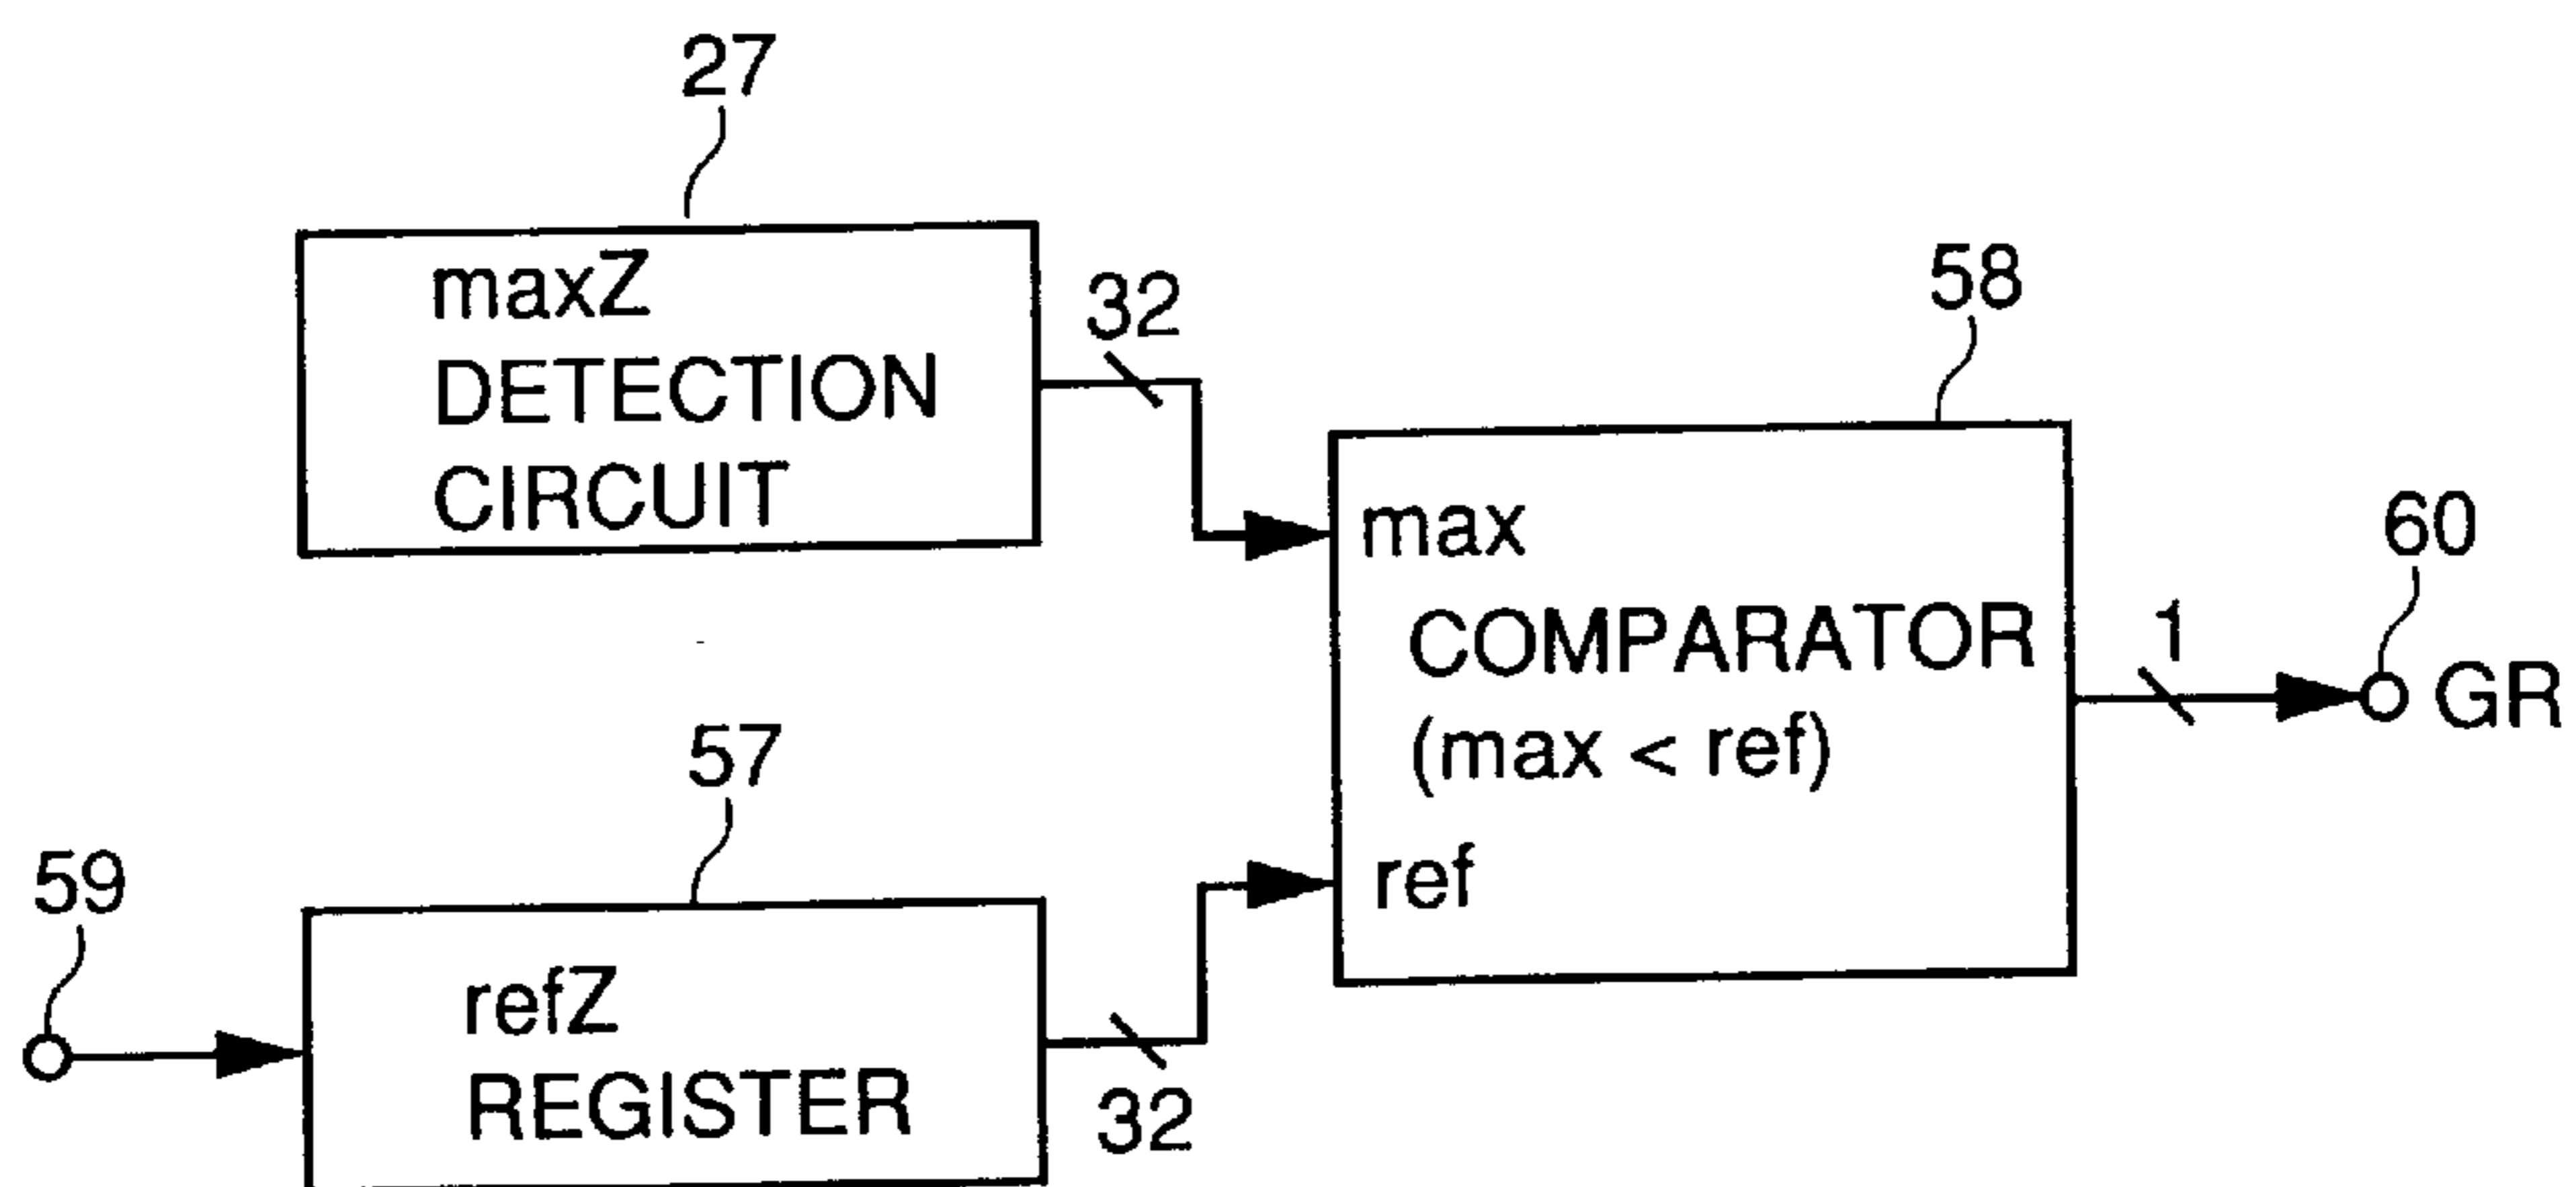 27
maxZ
DETECTION
CIRCUIT
32
58
max
COMPARATOR
(max < ref)
ref
1
60
GR
57
59
refZ
REGISTER
32